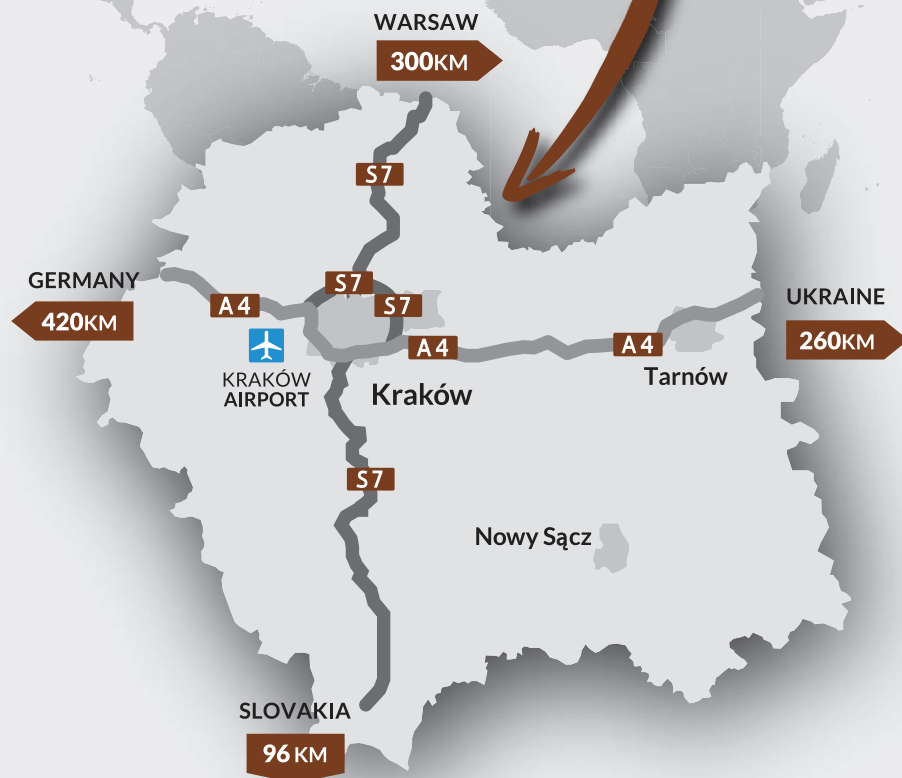 WARSAW
300KM
S7
GERMANY
420KM
A4
S7
S7
UKRAINE
260KM
KRAKÓW
AIRPORT
Kraków
A4
A4
Tarnów
S7
Nowy Sącz
SLOVAKIA
96 KM